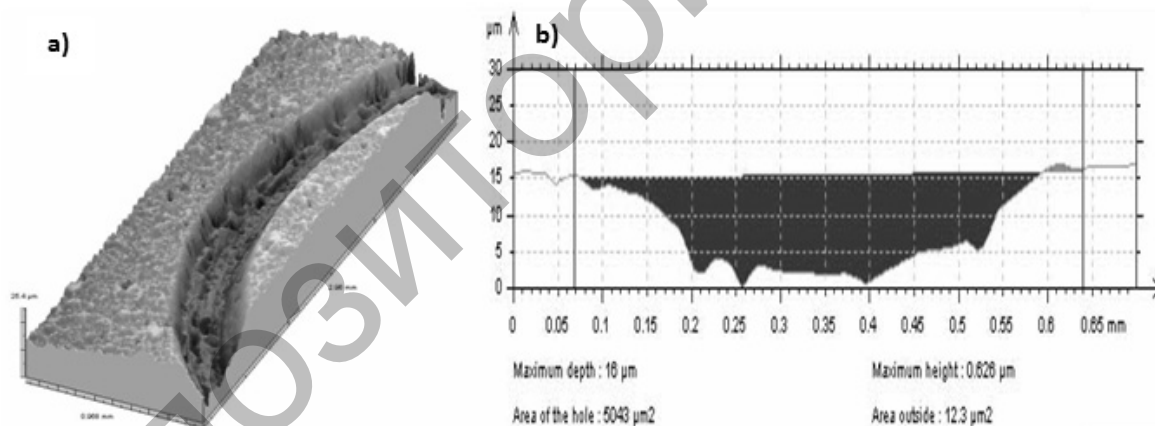 a)
b)
µm
30
25
20
15
10
5
0
0 0.05 0.1 0.15 0.2 0.25 0.3 0.35 0.4 0.45 0.5 0.55 0.6 0.65 mm
Maximum depth : 16 µm
Maximum height : 0.626 µm
Area of the hole : 5043 µm2
Area outside : 12.3 µm2
позитори